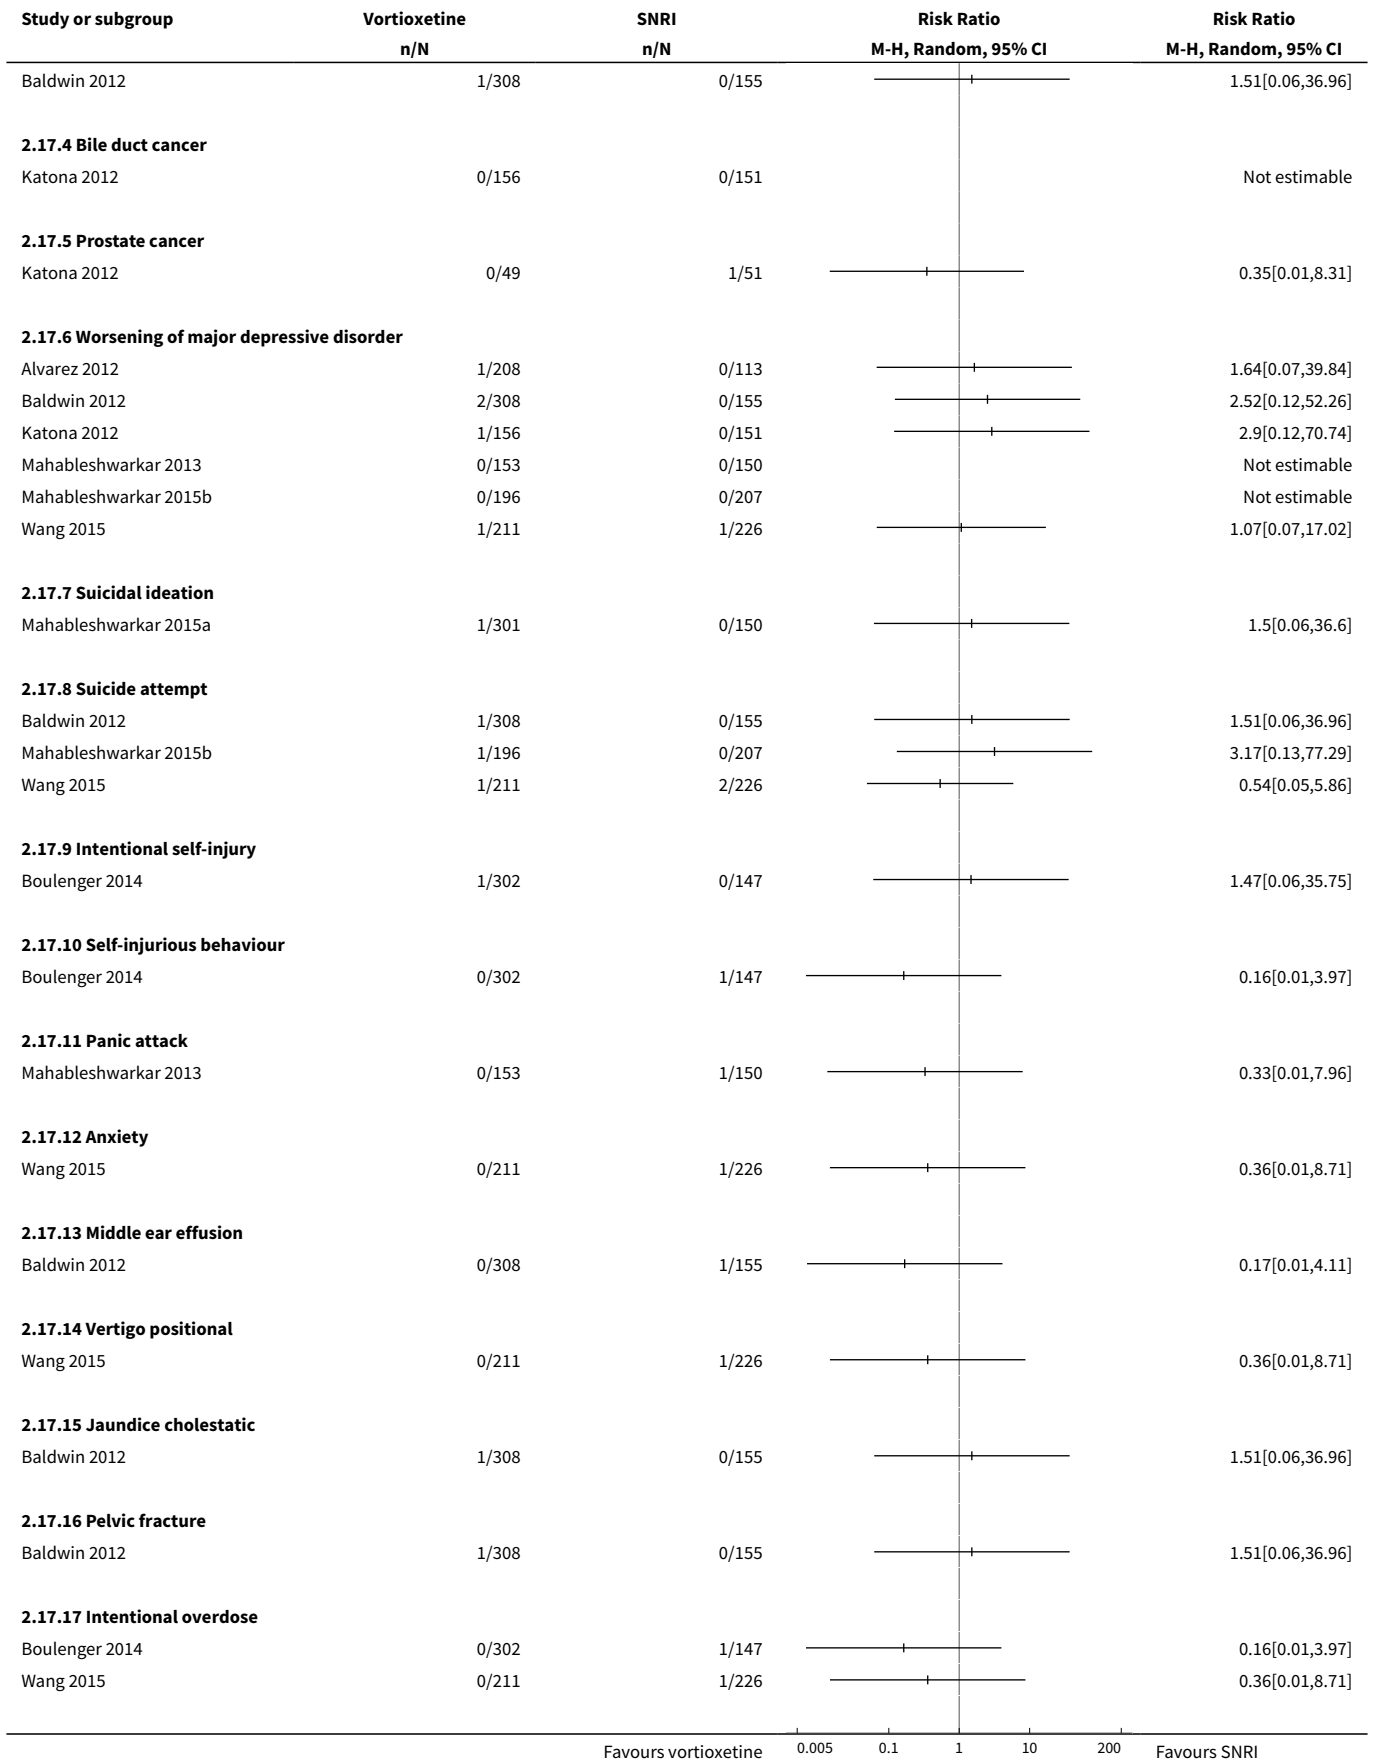 Study or subgroup Vortioxetine SNRI Risk Ratio Risk Ratio
n/N n/N M-H, Random, 95% CI M-H, Random, 95% CI
Baldwin 2012 1/308 0/155 1.51[0.06,36.96]
2.17.4 Bile duct cancer
Katona 2012 0/156 0/151 Not estimable
2.17.5 Prostate cancer
Katona 2012 0/49 1/51 0.35[0.01,8.31]
2.17.6 Worsening of major depressive disorder
Alvarez 2012 1/208 0/113 1.64[0.07,39.84]
Baldwin 2012 2/308 0/155 2.52[0.12,52.26]
Katona 2012 1/156 0/151 2.9[0.12,70.74]
Mahableshwarkar 2013 0/153 0/150 Not estimable
Mahableshwarkar 2015b 0/196 0/207 Not estimable
Wang 2015 1/211 1/226 1.07[0.07,17.02]
2.17.7 Suicidal ideation
Mahableshwarkar 2015a 1/301 0/150 1.5[0.06,36.6]
2.17.8 Suicide attempt
Baldwin 2012 1/308 0/155 1.51[0.06,36.96]
Mahableshwarkar 2015b 1/196 0/207 3.17[0.13,77.29]
Wang 2015 1/211 2/226 0.54[0.05,5.86]
2.17.9 Intentional self-injury
Boulenger 2014 1/302 0/147 1.47[0.06,35.75]
2.17.10 Self-injurious behaviour
Boulenger 2014 0/302 1/147 0.16[0.01,3.97]
2.17.11 Panic attack
Mahableshwarkar 2013 0/153 1/150 0.33[0.01,7.96]
2.17.12 Anxiety
Wang 2015 0/211 1/226 0.36[0.01,8.71]
2.17.13 Middle ear effusion
Baldwin 2012 0/308 1/155 0.17[0.01,4.11]
2.17.14 Vertigo positional
Wang 2015 0/211 1/226 0.36[0.01,8.71]
2.17.15 Jaundice cholestatic
Baldwin 2012 1/308 0/155 1.51[0.06,36.96]
2.17.16 Pelvic fracture
Baldwin 2012 1/308 0/155 1.51[0.06,36.96]
2.17.17 Intentional overdose
Boulenger 2014 0/302 1/147 0.16[0.01,3.97]
Wang 2015 0/211 1/226 0.36[0.01,8.71]
Favours vortioxetine 0.005 0.1 1 10 200 Favours SNRI